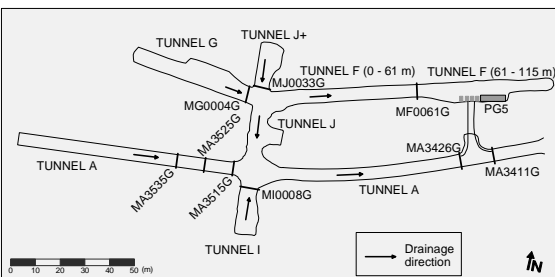 TUNNEL J+
TUNNEL G
TUNNEL F (0 - 61 m)
TUNNEL F (61 - 115 m)
MJ0033G
MG0004G
MF0061G
PG5
MA3525G
TUNNEL J
MA3426G
TUNNEL A
MA3535G
MA3515G
MI0008G
TUNNEL A
MA3411G
TUNNEL I
Drainage
direction
0 10 20 30 40 50 (m)
N